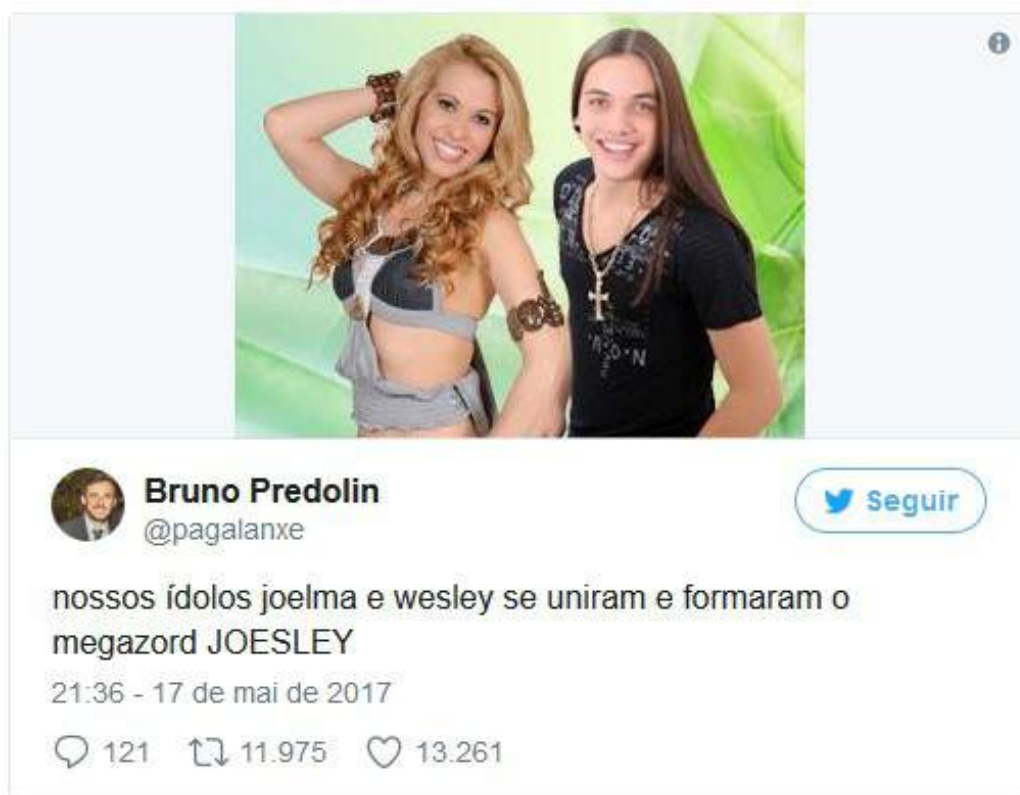 N.O.N
Bruno Predolin
@pagalanxe
Seguir
nossos ídolos joelma e wesley se uniram e formaram o
megazord JOESLEY
21:36 - 17 de mai de 2017
121 11.975 13.261